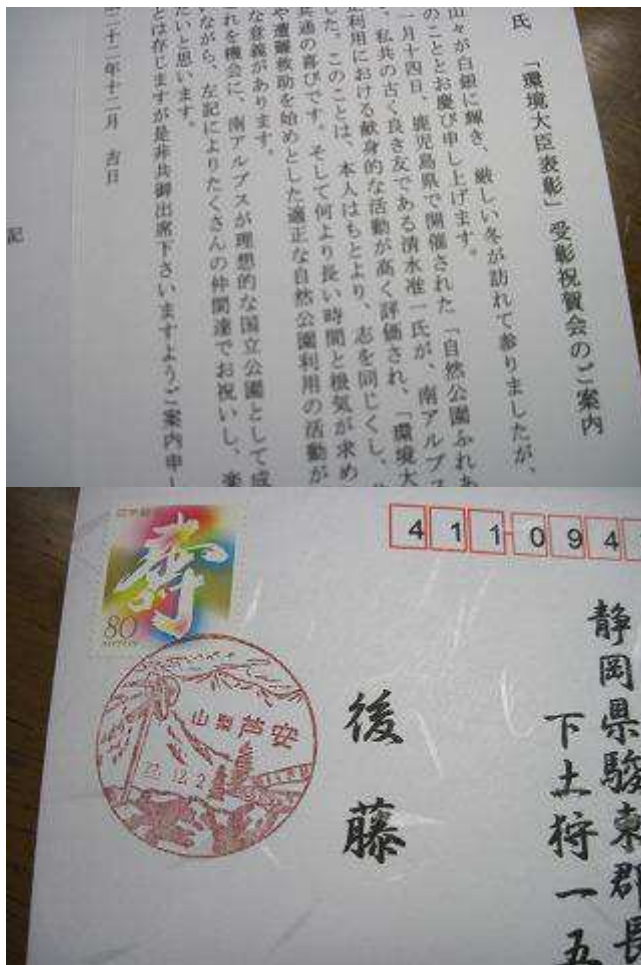 氏
「環境大臣表彰」受彰祝賀会のご案内
山々が白銀に輝き、厳しい冬が訪れて参りましたが、
のこととお慶び申し上げます。
一月十四日、鹿児島県で開催された「自然公園ふれあ
、私共の古く良き友である清水准一氏が、南アルプス
正利用における献身的な活動が高く評価され、「環境大
した。このことは、本人はもとより、志を同じくし、
共通の喜びです。そして何より長い時間と根気が求め
や遭難救助を始めとした適正な自然公園利用の活動が
な意義があります。
れを機会に、南アルプスが理想的な国立公園として成
いながら、左記によりたくさんの仲間達でお祝いし、楽
たいと思います。
とは存じますが是非共御出席下さいますようご案内申し
二十二年十二月 吉日
記
日本郵便
寿
80
NIPPON
山梨芦安
22.12.2
411-094
静岡県駿東郡長
下土狩一五
後藤